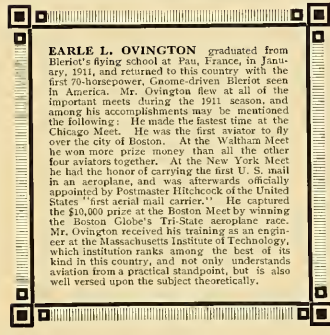 EARLE L. OVINGTON graduated from
Bleriot's flying school at Pau, France, in Janu-
ary, 1911, and returned to this country with the
first 70-horsepower, Gnome-driven Bleriot seen
in America. Mr. Ovington flew at all of the
important meets during the 1911 season, and
among his accomplishments may be mentioned
the following: He made the fastest time at the
Chicago Meet. He was the first aviator to fly
over the city of Boston. At the Waltham Meet
he won more prize money than all the other
four aviators together. At the New York Meet
he had the honor of carrying the first U. S. mail
in an aeroplane, and was afterwards officially
appointed by Postmaster Hitchcock of the United
States "first aerial mail carrier." He captured
the $10,000 prize at the Boston Meet by winning
the Boston Globe's Tri-State aeroplane race.
Mr. Ovington received his training as an engin-
eer at the Massachusetts Institute of Technology,
which institution ranks among the best of its
kind in this country, and not only understands
aviation from a practical standpoint, but is also
well versed upon the subject theoretically.